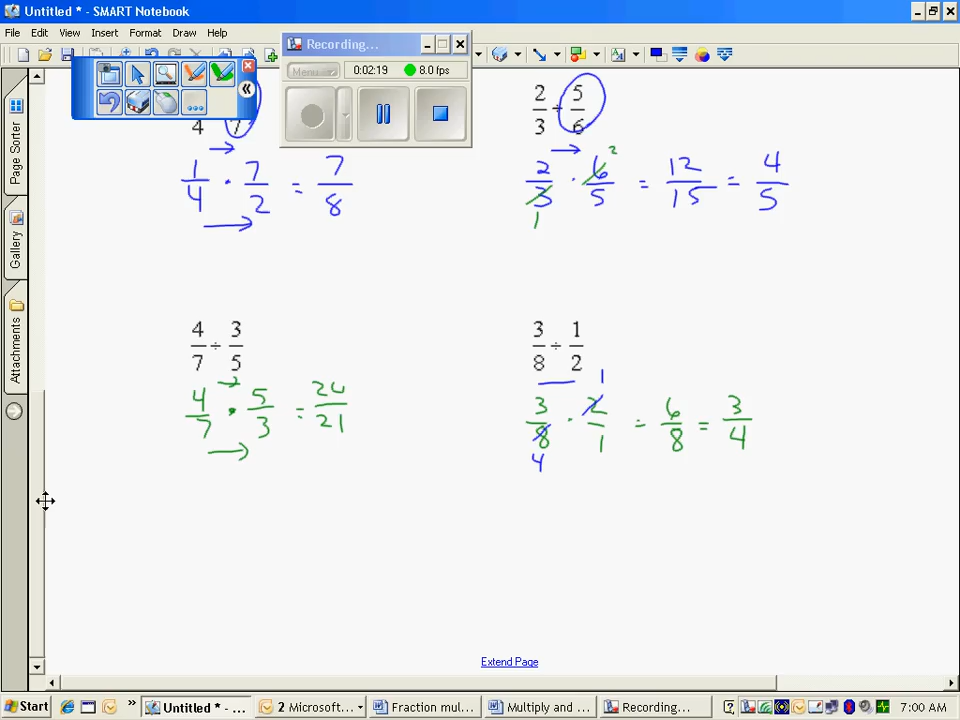 Untitled * - SMART Notebook
File Edit View Insert Format Draw Help
Recording...
Menu
0:02:19 8.0 fps
Page Sorter
Gallery
Attachments
4 7
1/4 · 7/2 = 7/8
2/3 ÷ 5/6
2/3 · 6/5 = 12/15 = 4/5
2
1
4/7 ÷ 3/5
4/7 · 5/3 = 20/21
3/8 ÷ 1/2
1
3/8 · 2/1 = 6/8 = 3/4
4
Extend Page
Start » Untitled * - ... 2 Microsoft... Fraction mul... Multiply and ... Recording... 7:00 AM